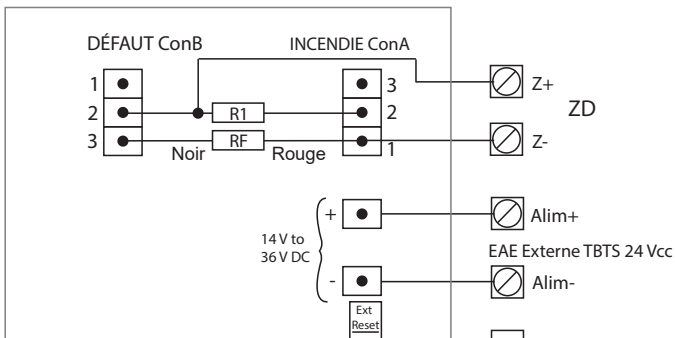 DÉFAUT ConB
INCENDIE ConA
1
3
Z+
2
R1
2
ZD
3
RF
1
Z-
Noir
Rouge
+
Alim+
14 V to
36 V DC
EAE Externe TBTS 24 Vcc
-
Alim-
Ext
Reset